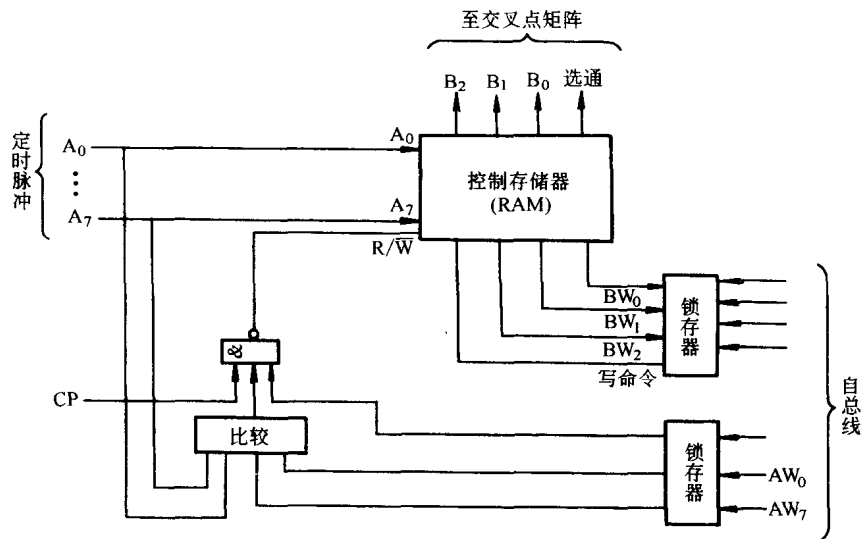 至交叉点矩阵
B₂ B₁ B₀ 选通
定时脉冲
A₀
⋯
A₇
A₀
A₇
R/W̅
控制存储器
(RAM)
BW₀
BW₁
BW₂
写命令
锁存器
自总线
&
CP
比较
锁存器
AW₀
AW₇